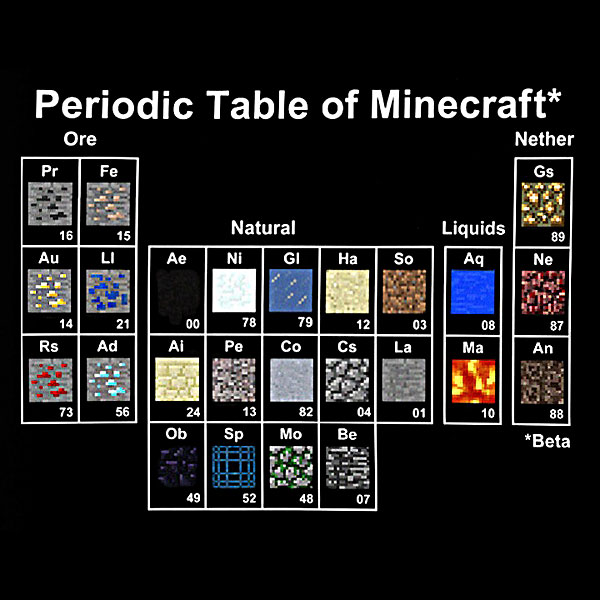 Periodic Table of Minecraft*
Ore
Nether
Pr
Fe
Gs
16
15
89
Natural
Liquids
Au
LI
Ae
Ni
Gl
Ha
So
Aq
Ne
14
21
00
78
79
12
03
08
87
Rs
Ad
Ai
Pe
Co
Cs
La
Ma
An
73
56
24
13
82
04
01
10
88
*Beta
Ob
Sp
Mo
Be
49
52
48
07